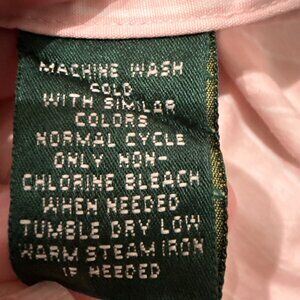 MACHINE WASH
COLD
WITH SIMILAR
COLORS
NORMAL CYCLE
ONLY NON-
CHLORINE BLEACH
WHEN NEEDED
TUMBLE DRY LOW
WARM STEAM IRON
IF NEEDED